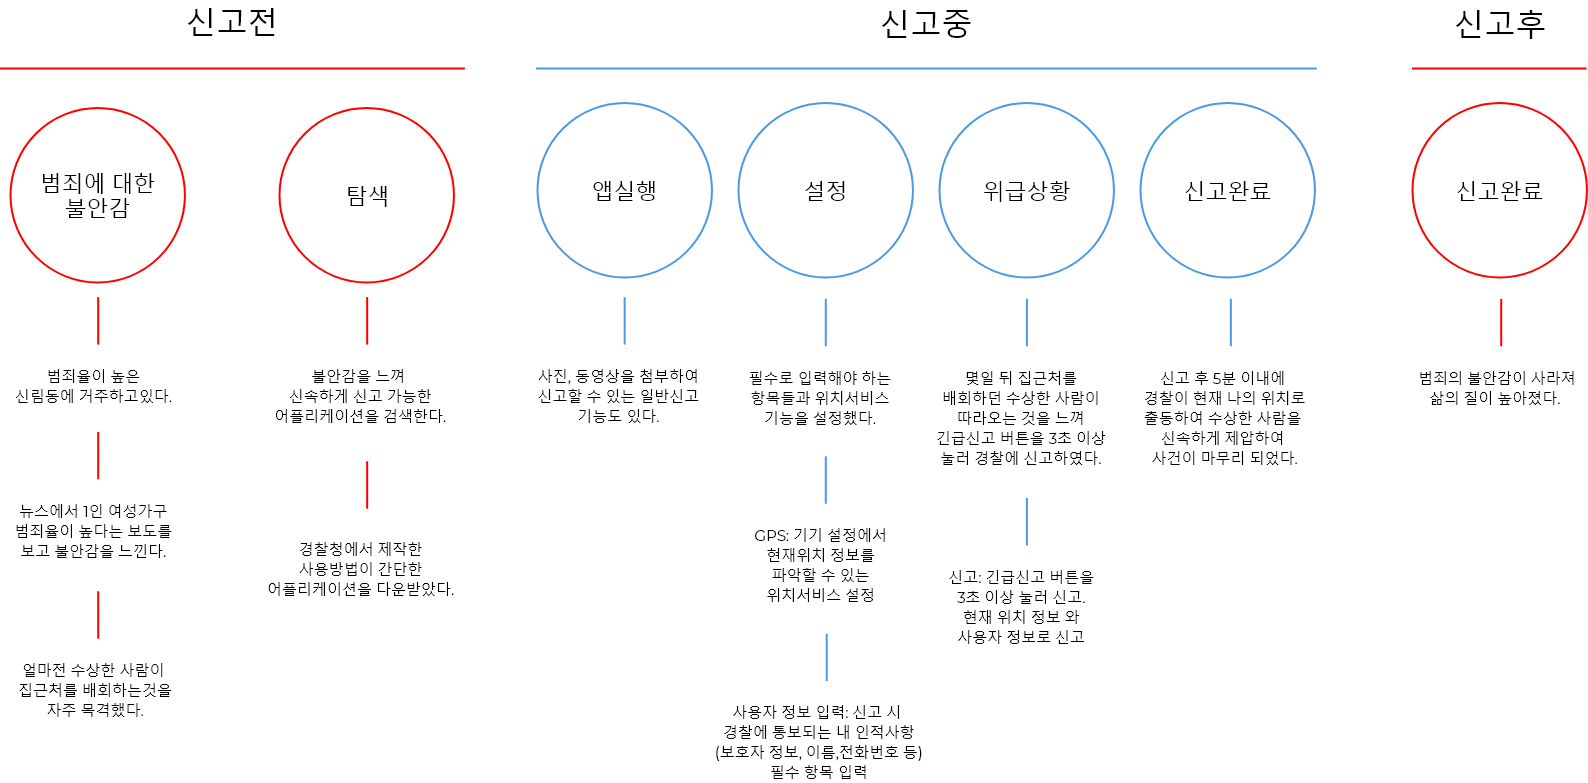 신고전
범죄에 대한
불안감
범죄율이 높은
신림동에 거주하고있다.
뉴스에서 1인 여성가구
범죄율이 높다는 보도를
보고 불안감을 느낀다.
얼마전 수상한 사람이
집근처를 배회하는것을
자주 목격했다.
탐색
불안감을 느껴
신속하게 신고 가능한
어플리케이션을 검색한다.
경찰청에서 제작한
사용방법이 간단한
어플리케이션을 다운받았다.
신고중
앱실행
사진, 동영상을 첨부하여
신고할 수 있는 일반신고
기능도 있다.
설정
필수로 입력해야 하는
항목들과 위치서비스
기능을 설정했다.
GPS: 기기 설정에서
현재위치 정보를
파악할 수 있는
위치서비스 설정
사용자 정보 입력: 신고 시
경찰에 통보되는 내 인적사항
(보호자 정보, 이름,전화번호 등)
필수 항목 입력
위급상황
몇일 뒤 집근처를
배회하던 수상한 사람이
따라오는 것을 느껴
긴급신고 버튼을 3초 이상
눌러 경찰에 신고하였다.
신고: 긴급신고 버튼을
3초 이상 눌러 신고.
현재 위치 정보 와
사용자 정보로 신고
신고완료
신고 후 5분 이내에
경찰이 현재 나의 위치로
출동하여 수상한 사람을
신속하게 제압하여
사건이 마무리 되었다.
신고후
신고완료
범죄의 불안감이 사라져
삶의 질이 높아졌다.